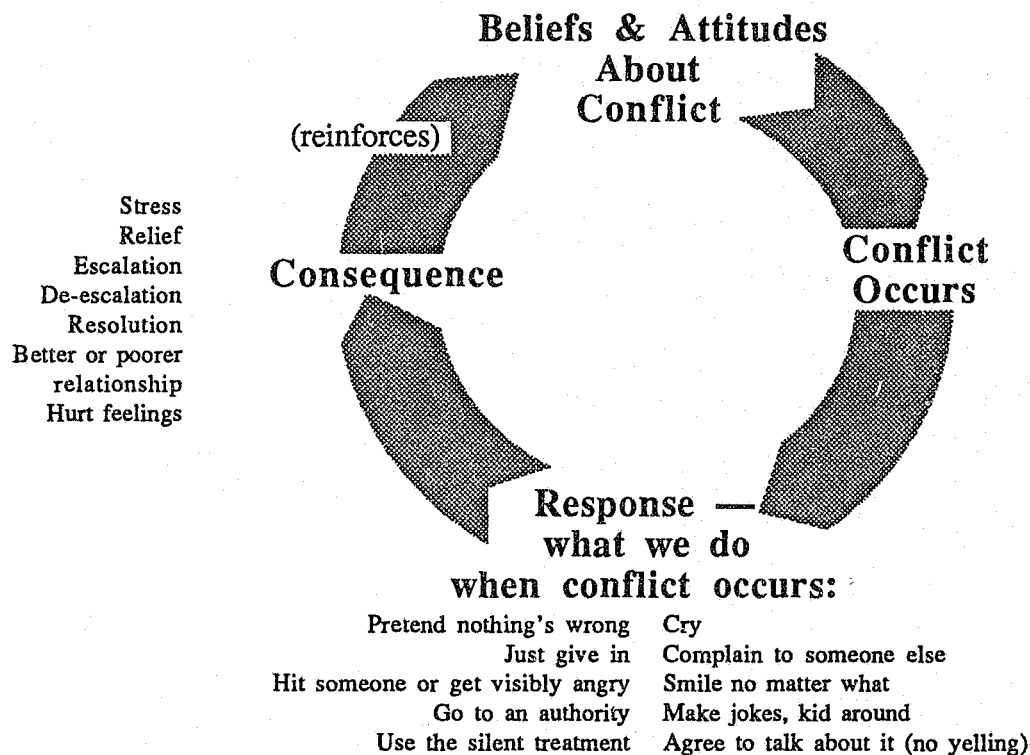 Beliefs & Attitudes
About
Conflict
(reinforces)
Conflict
Occurs
Response —
what we do
when conflict occurs:
Pretend nothing's wrong
Just give in
Hit someone or get visibly angry
Go to an authority
Use the silent treatment
Cry
Complain to someone else
Smile no matter what
Make jokes, kid around
Agree to talk about it (no yelling)
Consequence
Stress
Relief
Escalation
De-escalation
Resolution
Better or poorer
relationship
Hurt feelings